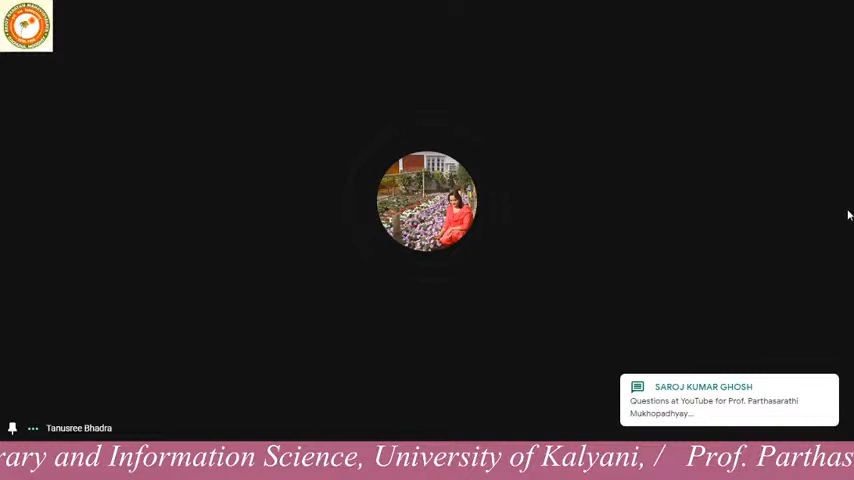 SAROJ KUMAR GHOSH
Questions at YouTube for Prof. Parthasarathi
Mukhopadhyay...
Tanusree Bhadra
rary and Information Science, University of Kalyani, / Prof. Parthas